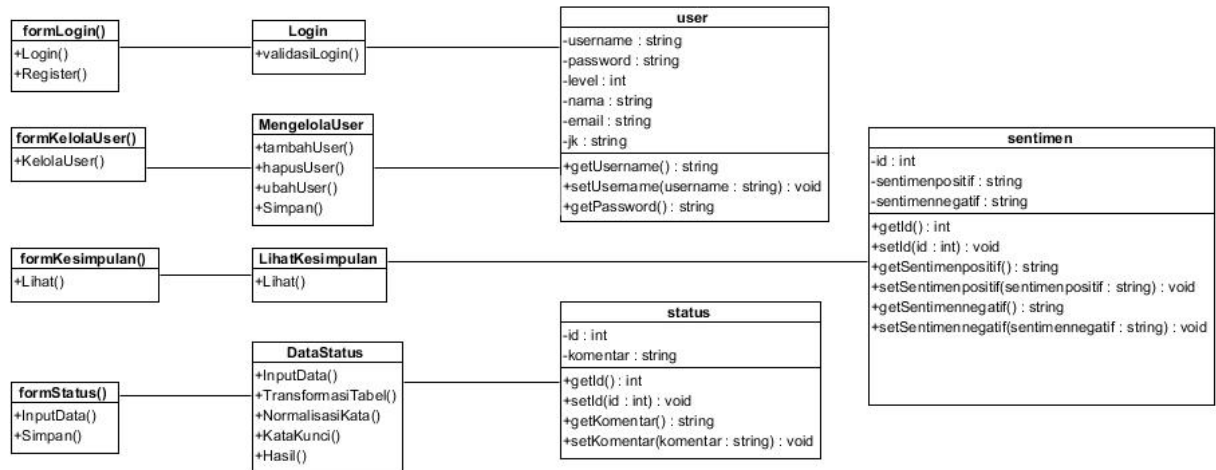 formLogin()
+Login()
+Register()
Login
+validasiLogin()
user
-username : string
-password : string
-level : int
-nama : string
-email : string
-jk : string
+getUsername() : string
+setUsername(username : string) : void
+getPassword() : string
formKelolaUser()
+KelolaUser()
MengelolaUser
+tambahUser()
+hapusUser()
+ubahUser()
+Simpan()
sentimen
-id : int
-sentimenpositif : string
-sentimennegatif : string
+getId() : int
+setId(id : int) : void
+getSentimenpositif() : string
+setSentimenpositif(sentimenpositif : string) : void
+getSentimennegatif() : string
+setSentimennegatif(sentimennegatif : string) : void
formKesimpulan()
+Lihat()
LihatKesimpulan
+Lihat()
formStatus()
+InputData()
+Simpan()
DataStatus
+InputData()
+TransformasiTabel()
+NormalisasiKata()
+KataKunci()
+Hasil()
status
-id : int
-komentar : string
+getId() : int
+setId(id : int) : void
+getKomentar() : string
+setKomentar(komentar : string) : void